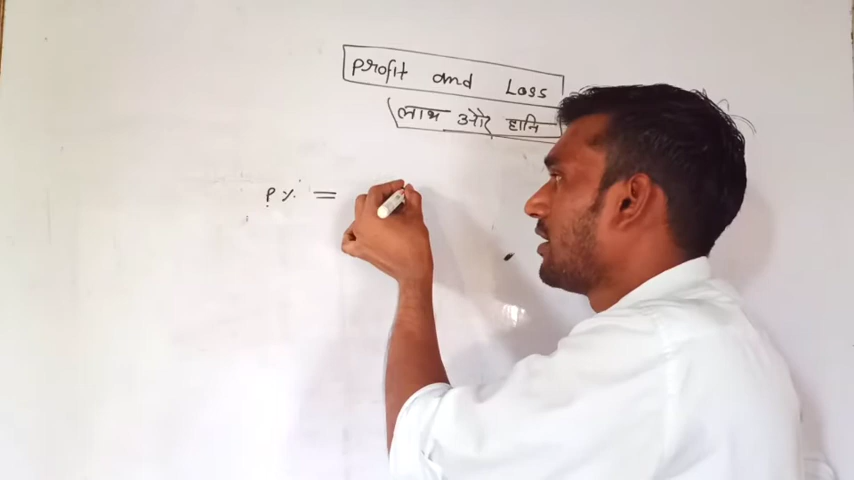 Profit and Loss
लाभ और हानि
P % =